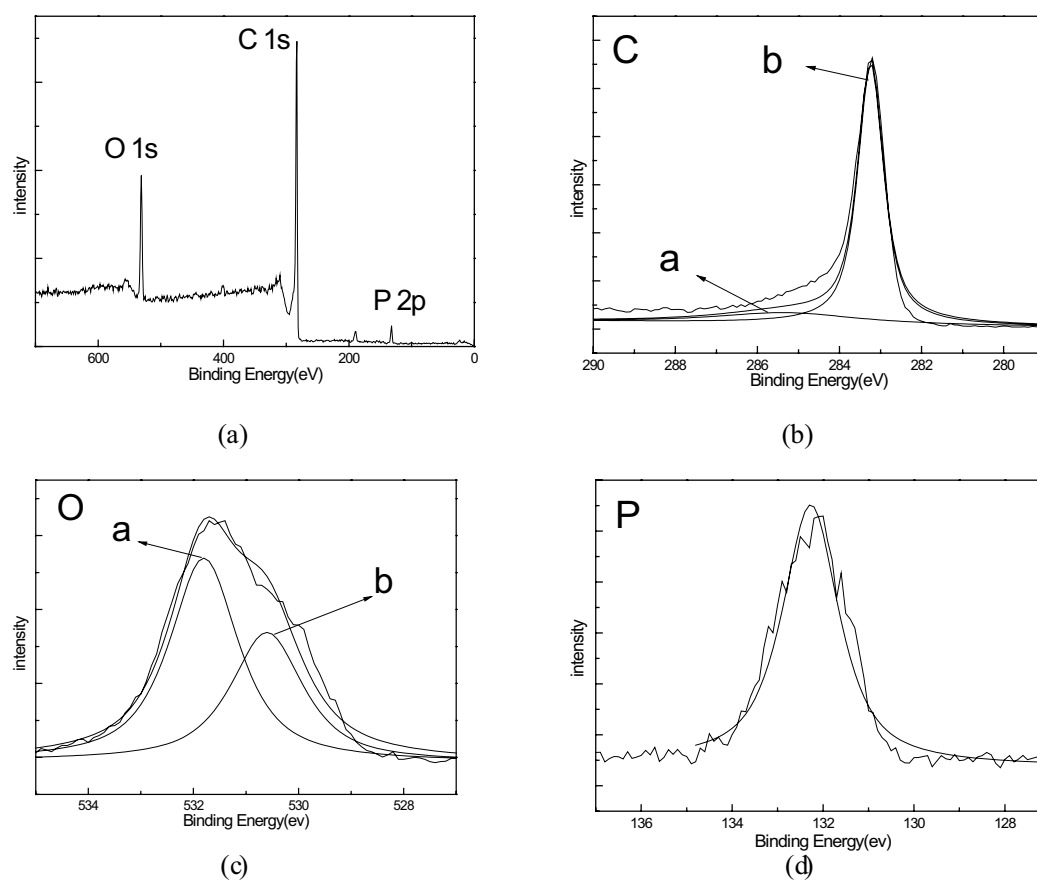 C 1s
O 1s
P 2p
intensity
600 400 200 0
Binding Energy(eV)
(a)
C
b
a
intensity
290 288 286 284 282 280
Binding Energy(eV)
(b)
O
a
b
intensity
534 532 530 528
Binding Energy(ev)
(c)
P
intensity
136 134 132 130 128
Binding Energy(ev)
(d)